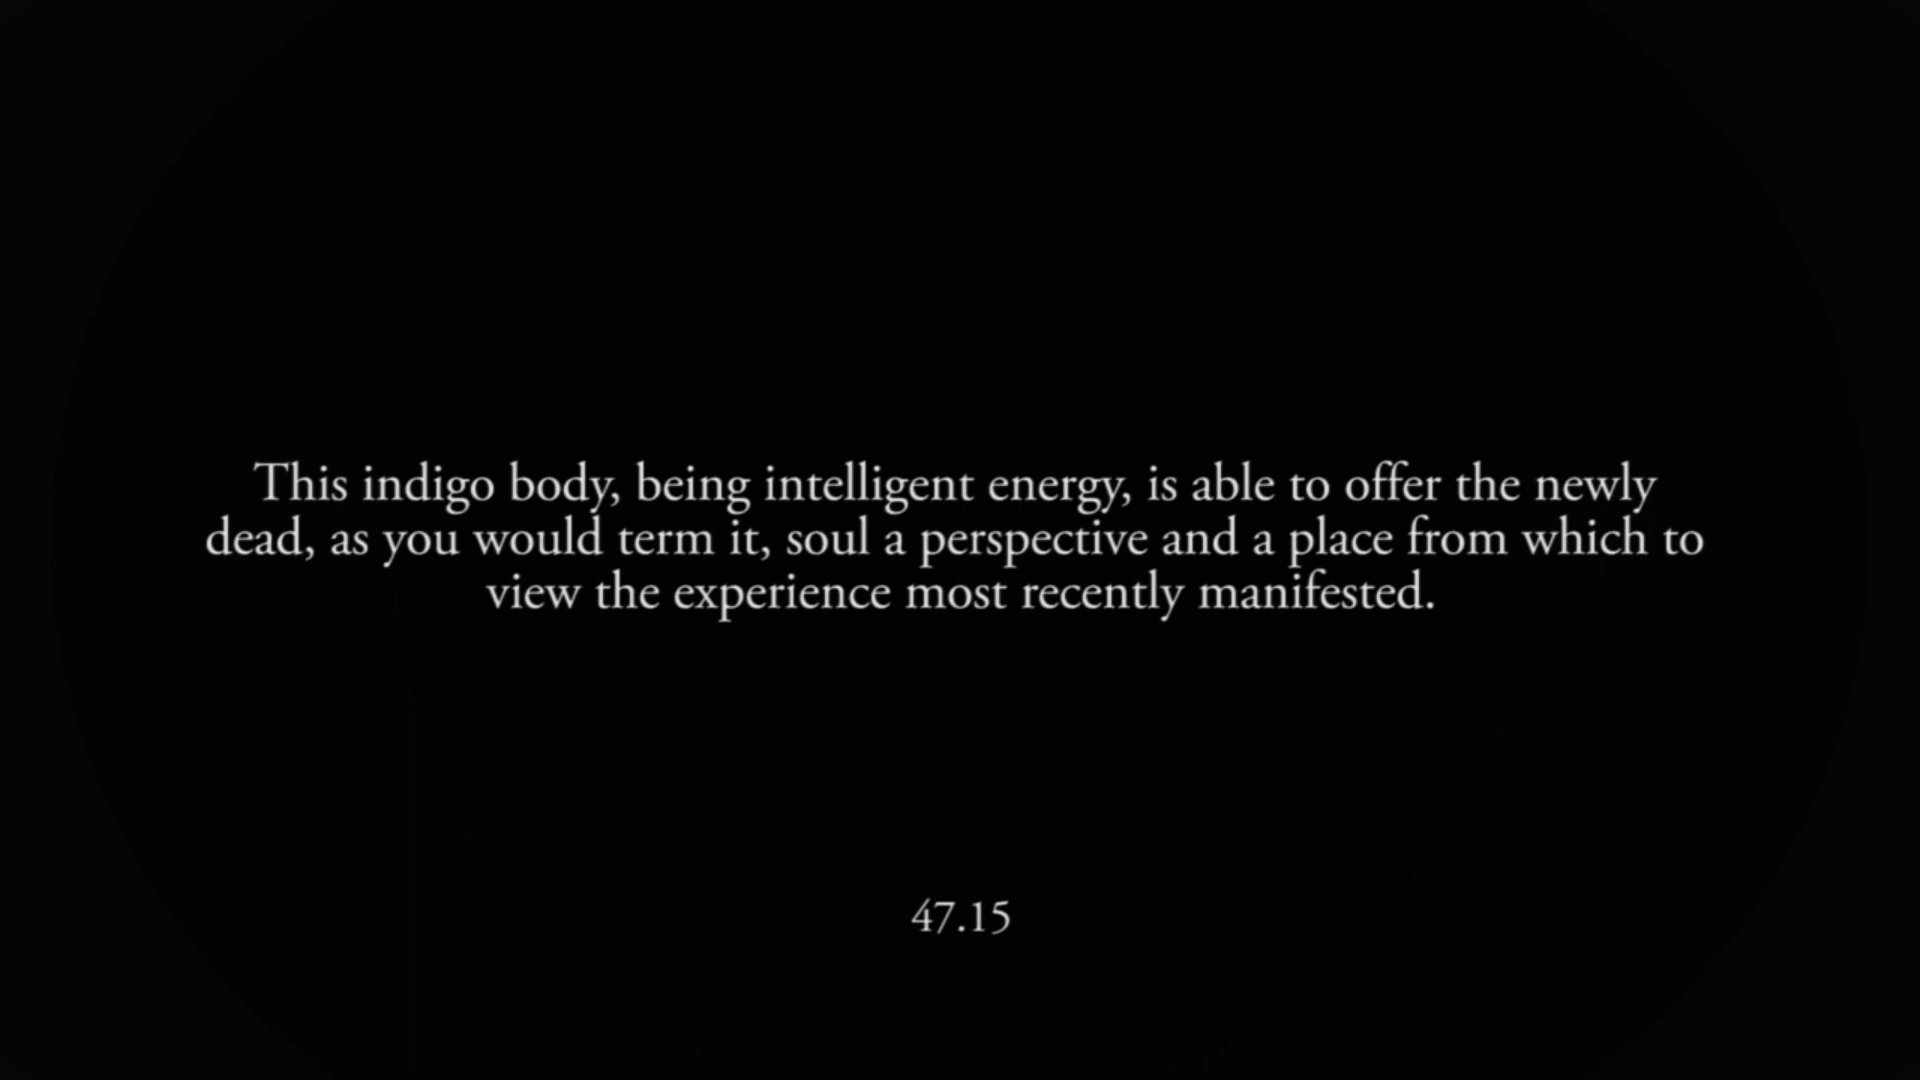 This indigo body, being intelligent energy, is able to offer the newly
dead, as you would term it, soul a perspective and a place from which to
view the experience most recently manifested.
47.15